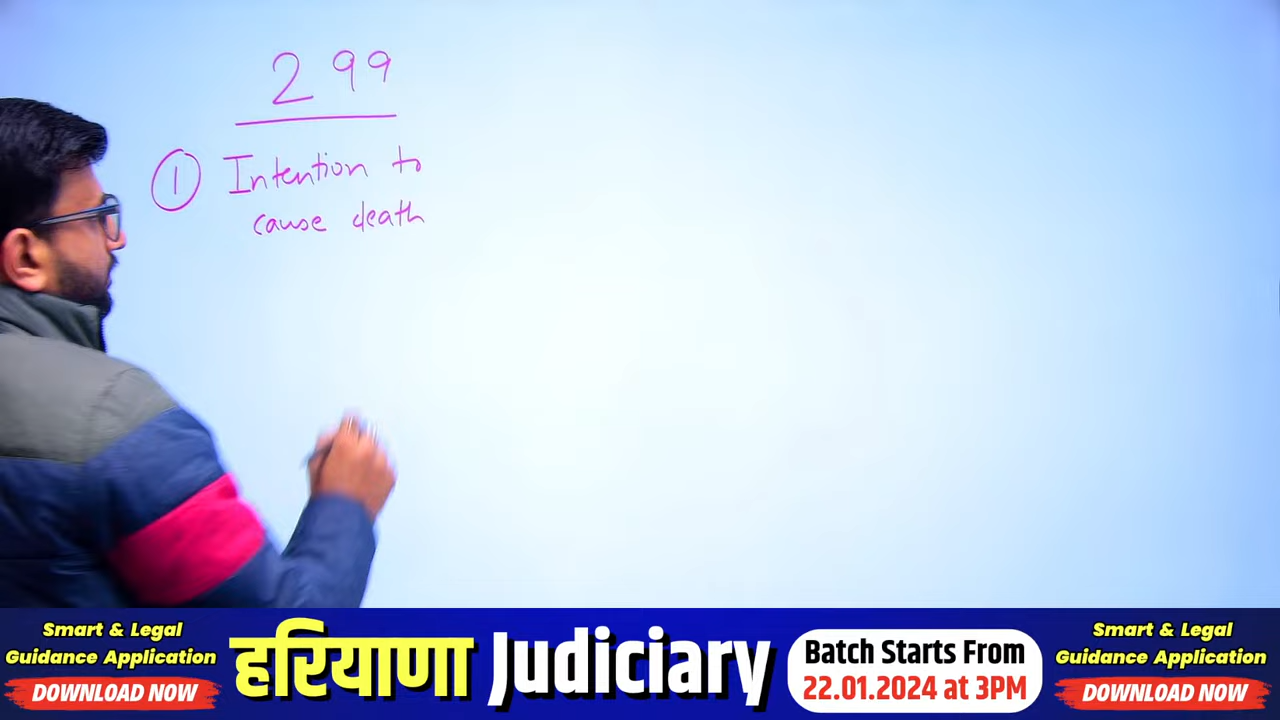 299
① Intention to
cause death
Smart & Legal
Guidance Application
DOWNLOAD NOW
हरियाणा Judiciary
Batch Starts From
22.01.2024 at 3PM
Smart & Legal
Guidance Application
DOWNLOAD NOW